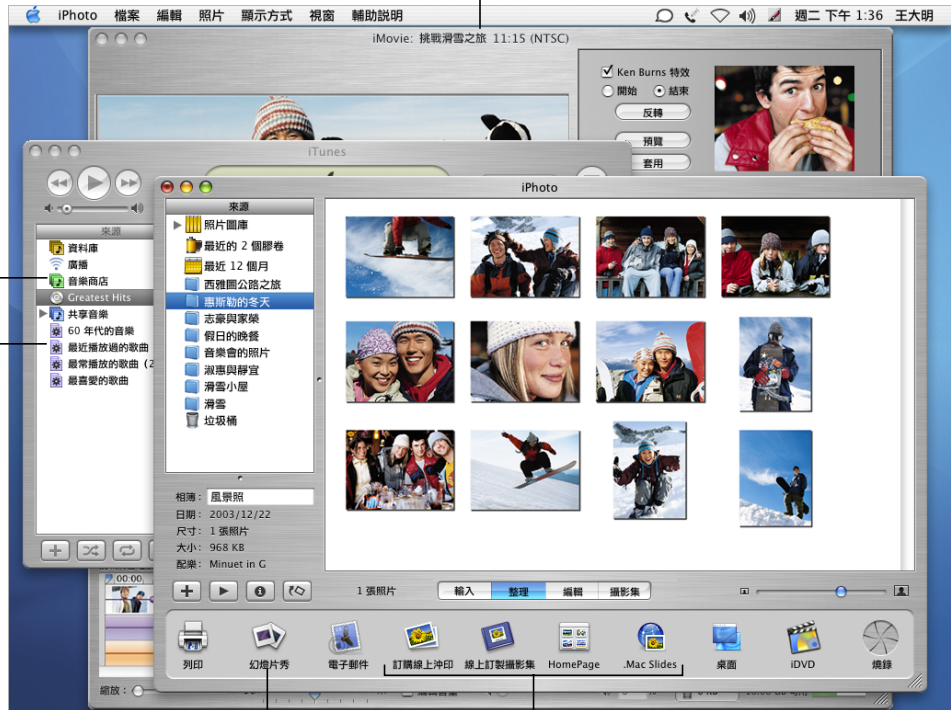 iPhoto 檔案 編輯 照片 顯示方式 視窗 輔助說明 週二 下午 1:36 王大明
iMovie: 挑戰滑雪之旅 11:15 (NTSC)
Ken Burns 特效
開始 結束
反轉
預覽
套用
iTunes
來源
資料庫
廣播
音樂商店
Greatest Hits
共享音樂
60 年代的音樂
最近播放過的歌曲
最常播放的歌曲
最喜愛的歌曲
iPhoto
來源
照片圖庫
最近的 2 個膠卷
最近 12 個月
西雅圖公路之旅
惠斯勒的冬天
志豪與家榮
假日的晚餐
音樂會的照片
淑惠與靜宜
滑雪小屋
滑雪
垃圾桶
相簿： 風景照
日期： 2003/12/22
尺寸： 1 張照片
大小： 968 KB
配樂： Minuet in G
1 張照片 輸入 整理 編輯 攝影集
列印 幻燈片秀 電子郵件 訂購線上沖印 線上訂製攝影集 HomePage .Mac Slides 桌面 iDVD 燒錄
00:00
縮放：